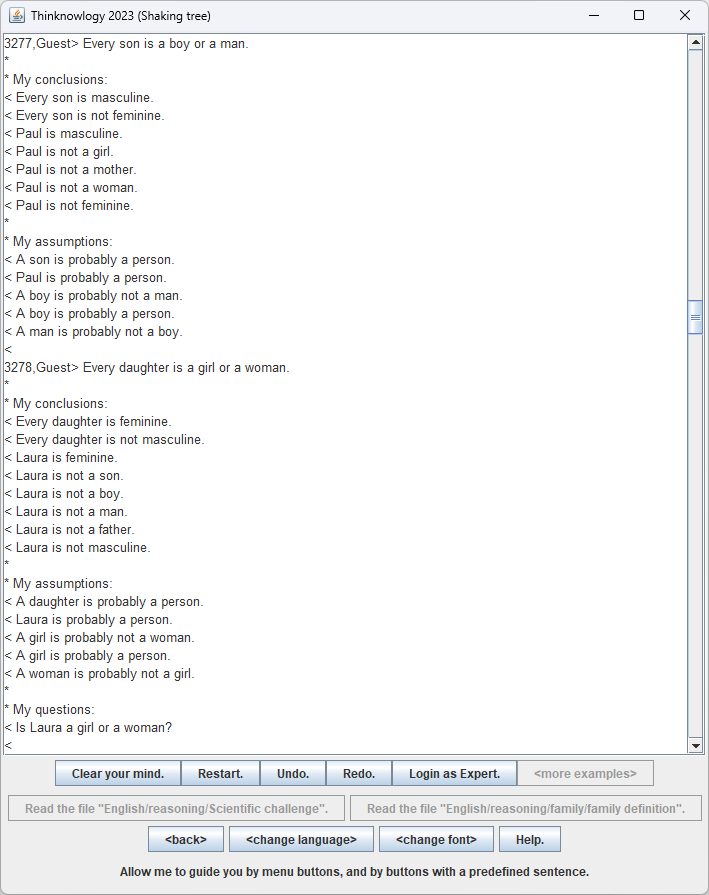 Thinknowlogy 2023 (Shaking tree)
3277,Guest> Every son is a boy or a man.
*
* My conclusions:
< Every son is masculine.
< Every son is not feminine.
< Paul is masculine.
< Paul is not a girl.
< Paul is not a mother.
< Paul is not a woman.
< Paul is not feminine.
*
* My assumptions:
< A son is probably a person.
< Paul is probably a person.
< A boy is probably not a man.
< A boy is probably a person.
< A man is probably not a boy.
<
3278,Guest> Every daughter is a girl or a woman.
*
* My conclusions:
< Every daughter is feminine.
< Every daughter is not masculine.
< Laura is feminine.
< Laura is not a son.
< Laura is not a boy.
< Laura is not a man.
< Laura is not a father.
< Laura is not masculine.
*
* My assumptions:
< A daughter is probably a person.
< Laura is probably a person.
< A girl is probably not a woman.
< A girl is probably a person.
< A woman is probably not a girl.
*
* My questions:
< Is Laura a girl or a woman?
<
Clear your mind. Restart. Undo. Redo. Login as Expert. <more examples>
Read the file "English/reasoning/Scientific challenge". Read the file "English/reasoning/family/family definition".
<back> <change language> <change font> Help.
Allow me to guide you by menu buttons, and by buttons with a predefined sentence.